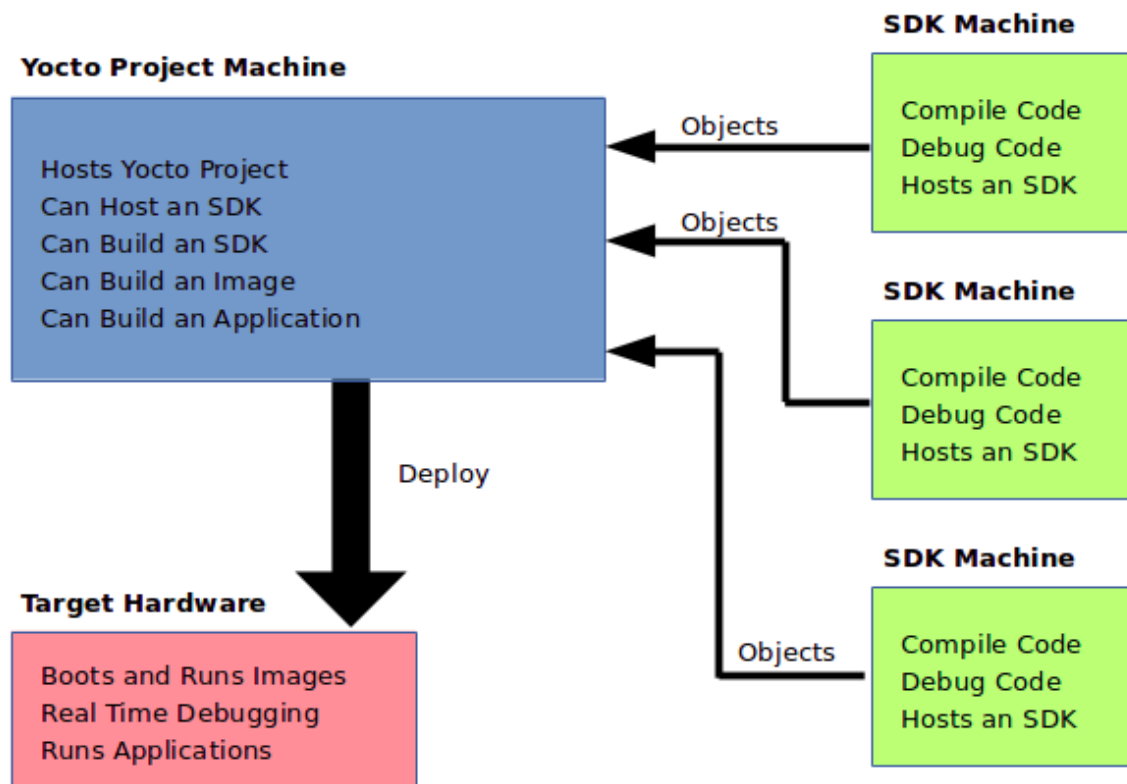 Yocto Project Machine
Hosts Yocto Project
Can Host an SDK
Can Build an SDK
Can Build an Image
Can Build an Application
Objects
Objects
Objects
SDK Machine
Compile Code
Debug Code
Hosts an SDK
SDK Machine
Compile Code
Debug Code
Hosts an SDK
SDK Machine
Compile Code
Debug Code
Hosts an SDK
Deploy
Target Hardware
Boots and Runs Images
Real Time Debugging
Runs Applications